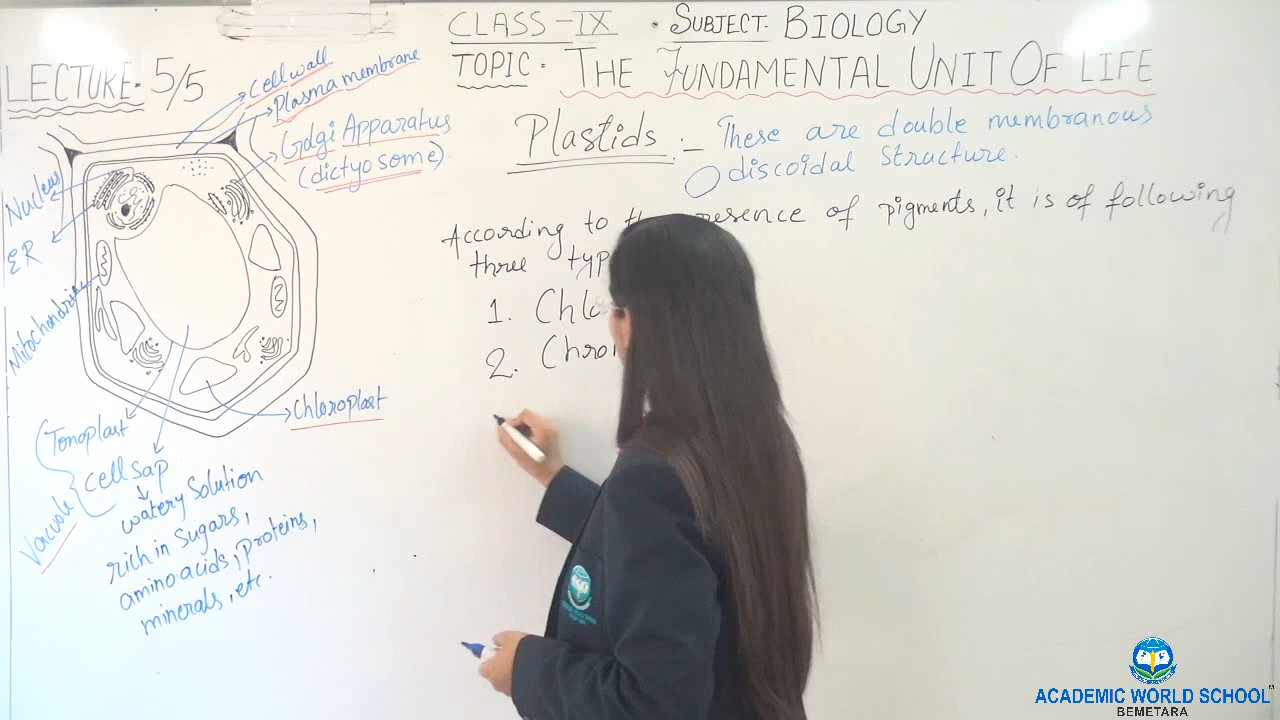 CLASS-IX • SUBJECT. BIOLOGY
LECTURE. 5/5
TOPIC. THE FUNDAMENTAL UNIT OF LIFE
Cell wall
Plasma membrane
Golgi Apparatus
(dictyosome)
Nucleus
ER
Mitochondria
Chloroplast
Tonoplast
cell sap
Vacuole
watery solution
rich in sugars,
amino acids, proteins,
minerals, etc.
Plastids :- These are double membranous
discoidal structure.
According to presence of pigments, it is of following
three
1.
2.
ACADEMIC WORLD SCHOOL
BEMETARA